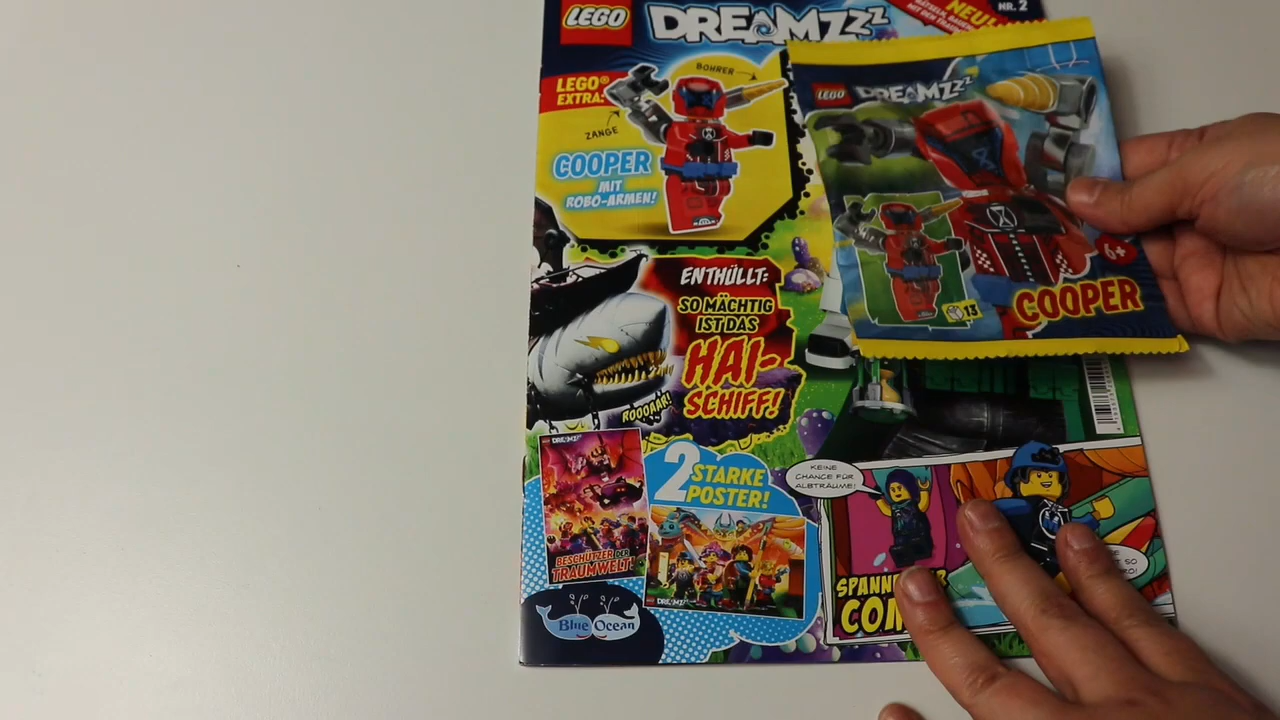 LEGO
DREAMZzz
NEU!
NR. 2
LEGO®
EXTRA:
BOHRER
ZANGE
COOPER
MIT
ROBO-ARMEN!
LEGO
DREAMZzz
6+
13
COOPER
ENTHÜLLT:
SO MÄCHTIG
IST DAS
HAI-
SCHIFF!
ROOOAAR!
2 STARKE
POSTER!
BESCHÜTZER DER
TRAUMWELT!
DREAMZzz
Blue Ocean
KEINE
CHANCE FÜR
ALBTRÄUME!